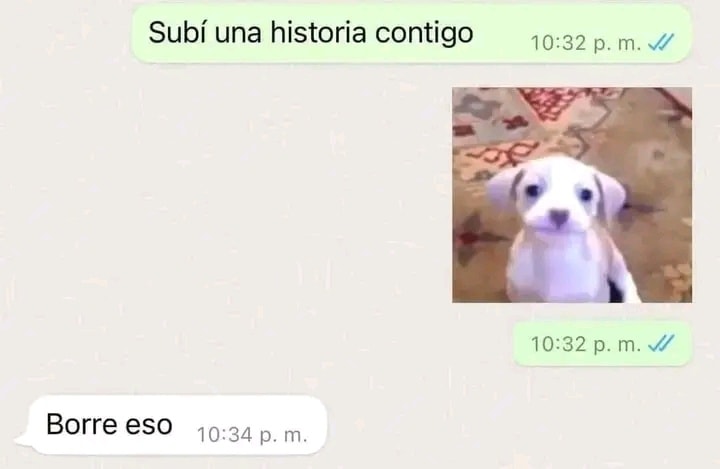 Subí una historia contigo
10:32 p. m.
10:32 p. m.
Borre eso
10:34 p. m.